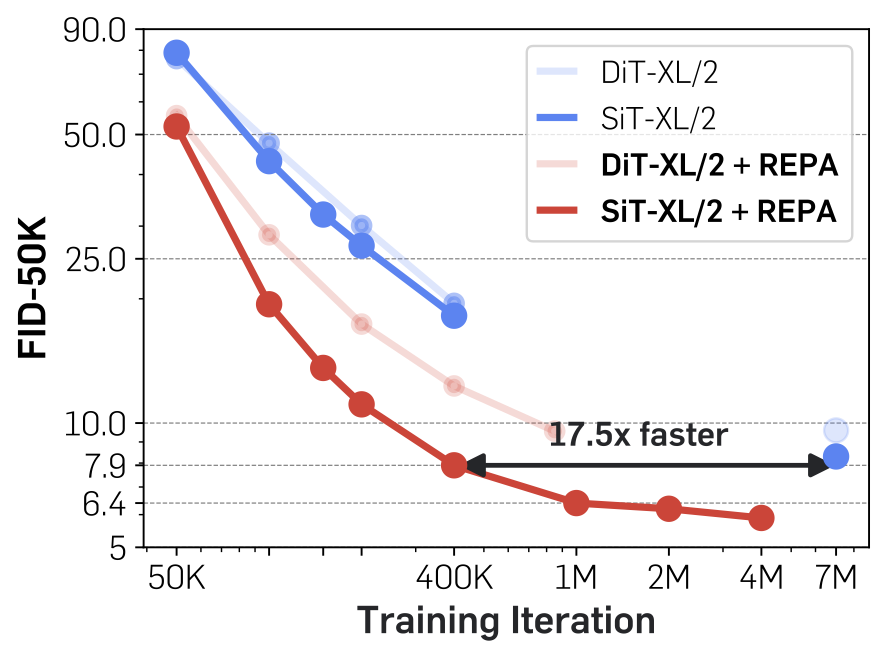 90.0
50.0
25.0
10.0
7.9
6.4
5
FID-50K
DiT-XL/2
SiT-XL/2
DiT-XL/2 + REPA
SiT-XL/2 + REPA
17.5x faster
50K 400K 1M 2M 4M 7M
Training Iteration